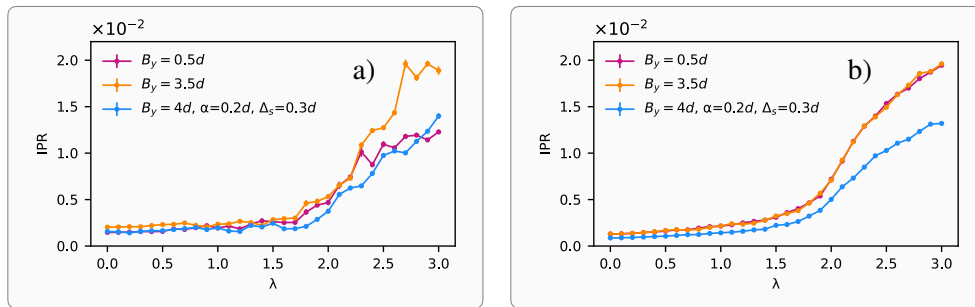 ×10⁻²
a)
B_y = 0.5d
B_y = 3.5d
B_y = 4d, α=0.2d, Δ_s=0.3d
2.0
1.5
1.0
0.5
0.0
IPR
0.0 0.5 1.0 1.5 2.0 2.5 3.0
λ
×10⁻²
b)
B_y = 0.5d
B_y = 3.5d
B_y = 4d, α=0.2d, Δ_s=0.3d
2.0
1.5
1.0
0.5
0.0
IPR
0.0 0.5 1.0 1.5 2.0 2.5 3.0
λ